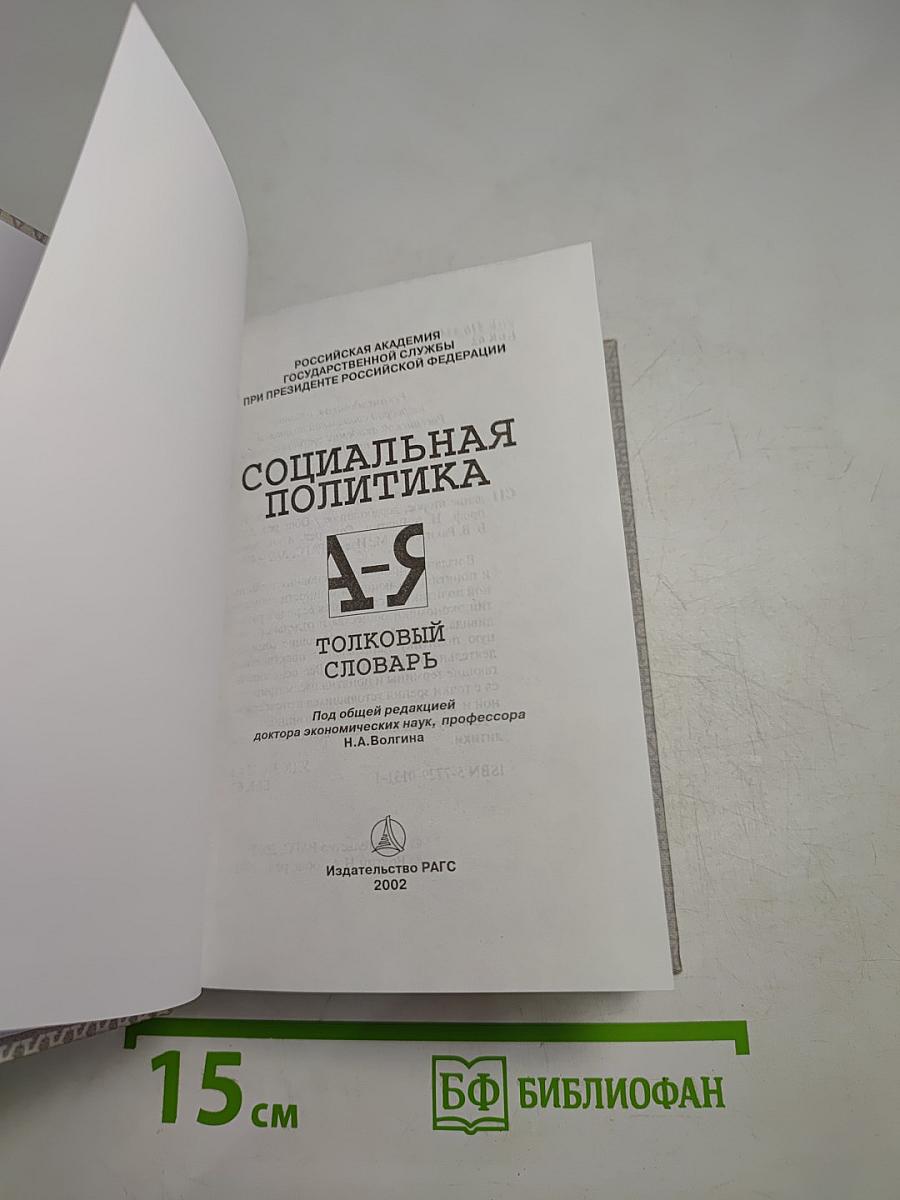 РОССИЙСКАЯ АКАДЕМИЯ
ГОСУДАРСТВЕННОЙ СЛУЖБЫ
ПРИ ПРЕЗИДЕНТЕ РОССИЙСКОЙ ФЕДЕРАЦИИ
СОЦИАЛЬНАЯ
ПОЛИТИКА
А-Я
ТОЛКОВЫЙ
СЛОВАРЬ
Под общей редакцией
доктора экономических наук, профессора
Н.А.Волгина
Издательство РАГС
2002
15 см
БФ БИБЛИОФАН